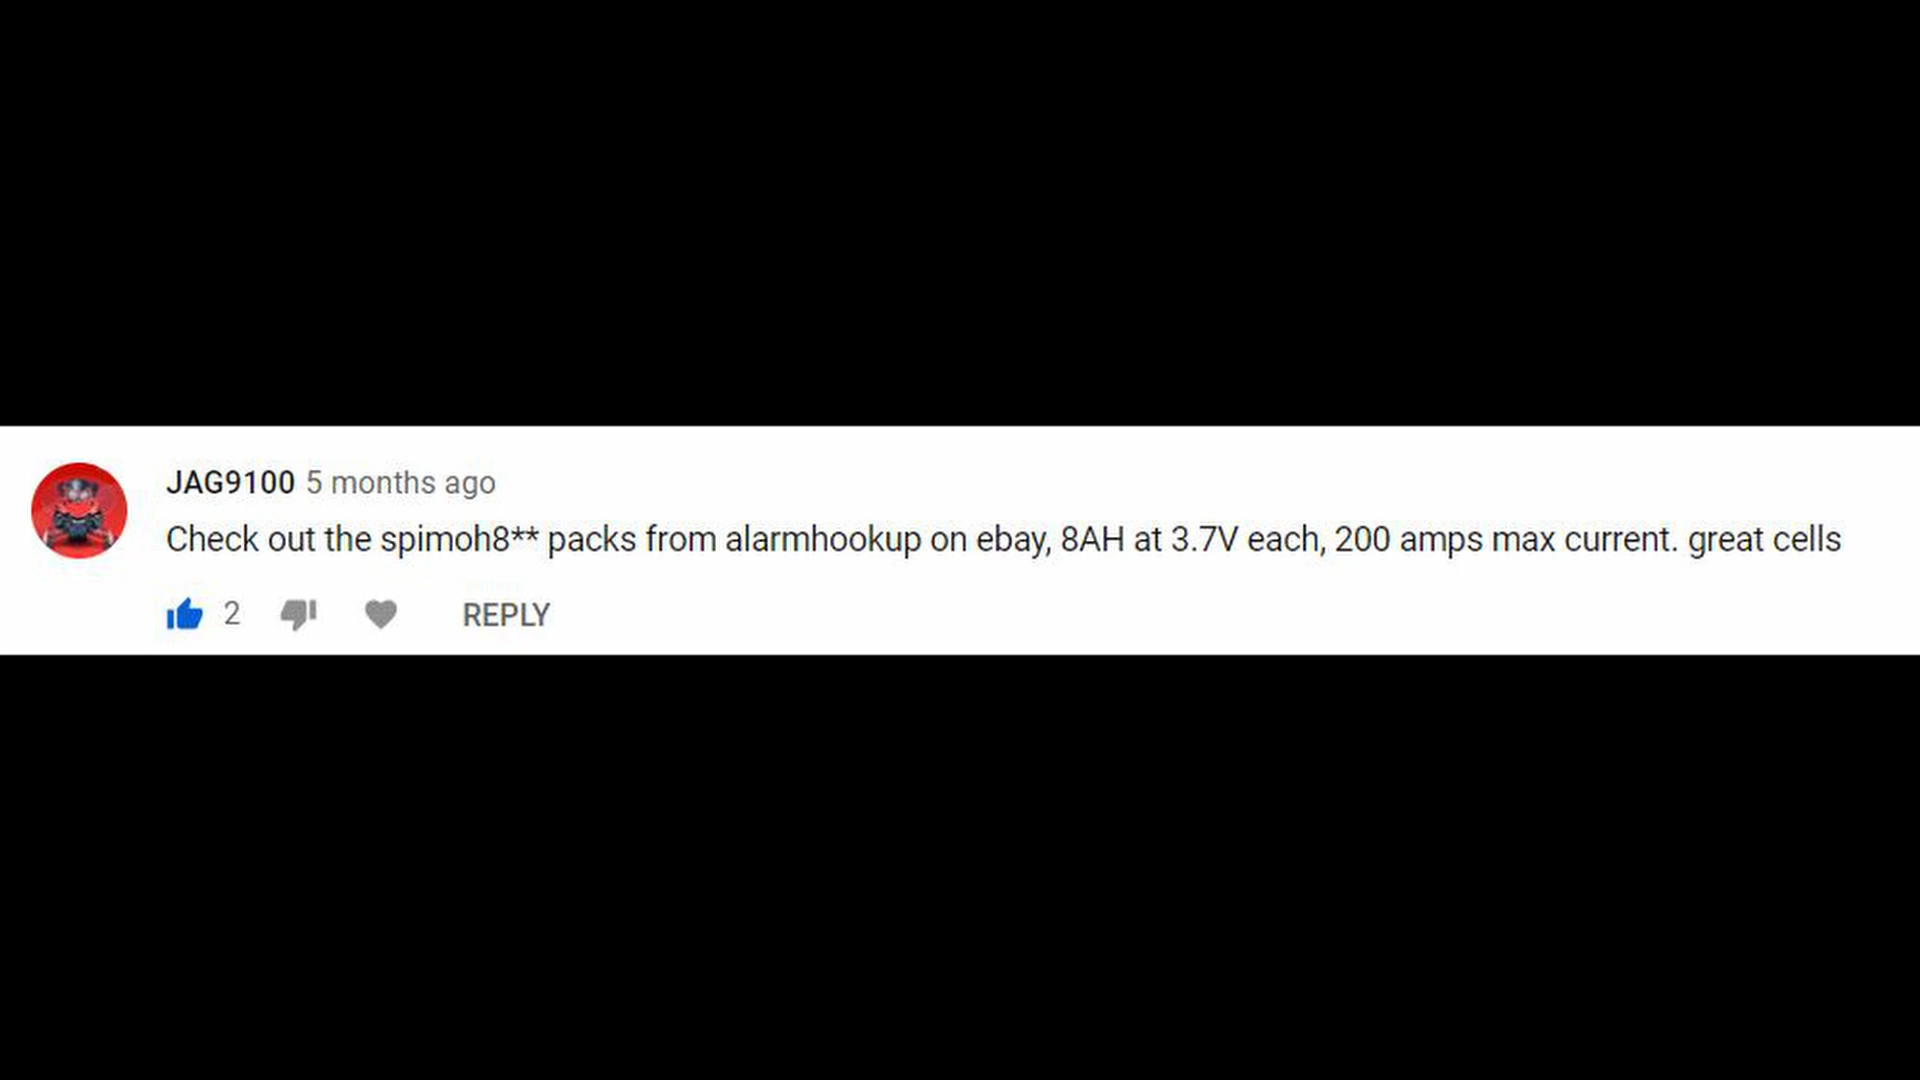 JAG9100 5 months ago
Check out the spimoh8** packs from alarmhookup on ebay, 8AH at 3.7V each, 200 amps max current. great cells
2 REPLY